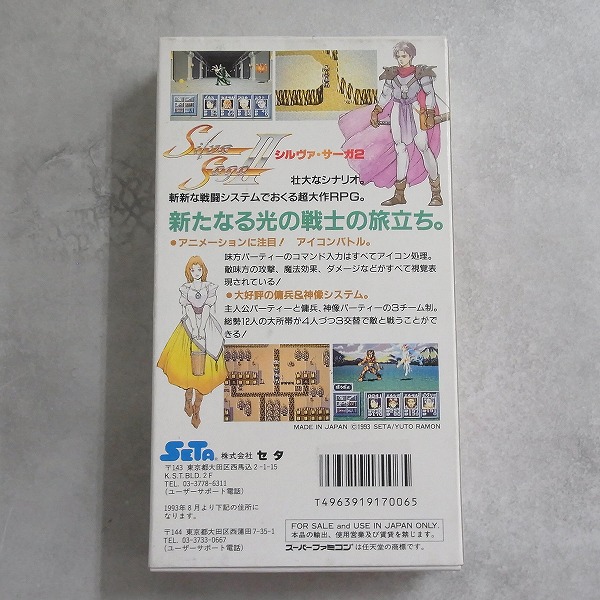 Silva Saga II シルヴァ・サーガ2
壮大なシナリオ。
斬新な戦闘システムでおくる超大作RPG。
新たなる光の戦士の旅立ち。
●アニメーションに注目！ アイコンバトル。
味方パーティーのコマンド入力はすべてアイコン処理。
敵味方の攻撃、魔法効果、ダメージなどがすべて視覚表
現されている！
●大好評の傭兵&神像システム。
主人公パーティーと傭兵、神像パーティーの3チーム制。
総勢12人の大所帯が4人づつ3交替で敵と戦うことがで
きる！
MADE IN JAPAN ©1993 SETA/YUTO RAMON
SETA 株式会社 セタ
〒143 東京都大田区西馬込2-1-15
K.S.T.BLD. 2F
TEL. 03-3778-6311
(ユーザーサポート電話)
1993年8月より下記の住所に
なります。
〒144 東京都大田区西蒲田7-35-1
TEL. 03-3733-0667
(ユーザーサポート電話)
T4963919170065
FOR SALE and USE IN JAPAN ONLY.
本品の輸出、使用営業及び賃貸を禁じます。
スーパーファミコンは任天堂の商標です。